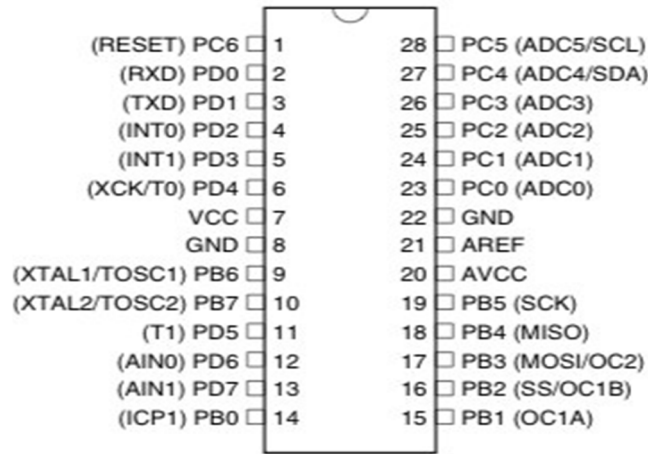 (RESET) PC6 1 28 PC5 (ADC5/SCL)
(RXD) PD0 2 27 PC4 (ADC4/SDA)
(TXD) PD1 3 26 PC3 (ADC3)
(INT0) PD2 4 25 PC2 (ADC2)
(INT1) PD3 5 24 PC1 (ADC1)
(XCK/T0) PD4 6 23 PC0 (ADC0)
VCC 7 22 GND
GND 8 21 AREF
(XTAL1/TOSC1) PB6 9 20 AVCC
(XTAL2/TOSC2) PB7 10 19 PB5 (SCK)
(T1) PD5 11 18 PB4 (MISO)
(AIN0) PD6 12 17 PB3 (MOSI/OC2)
(AIN1) PD7 13 16 PB2 (SS/OC1B)
(ICP1) PB0 14 15 PB1 (OC1A)